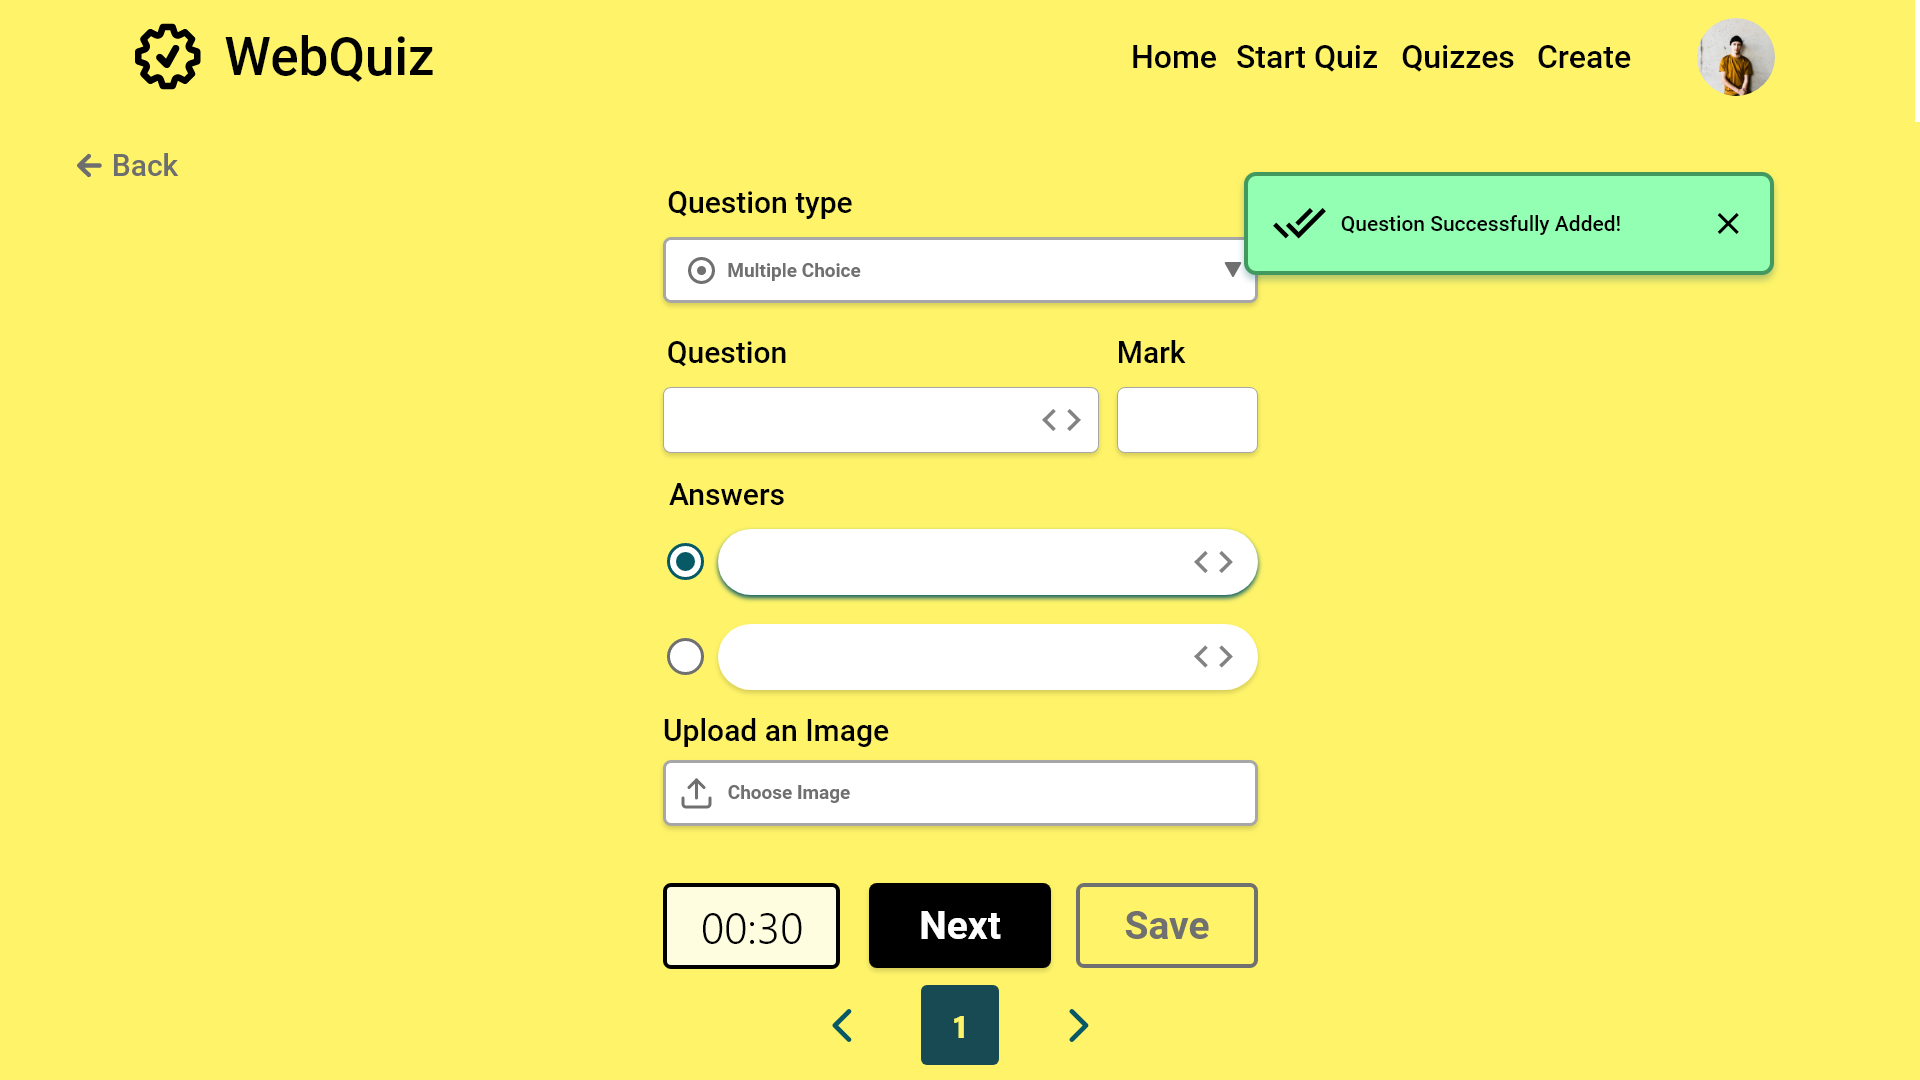 WebQuiz
Home Start Quiz Quizzes Create
Back
Question Successfully Added!
Question type
Multiple Choice
Question Mark
Answers
Upload an Image
Choose Image
00:30 Next Save
1